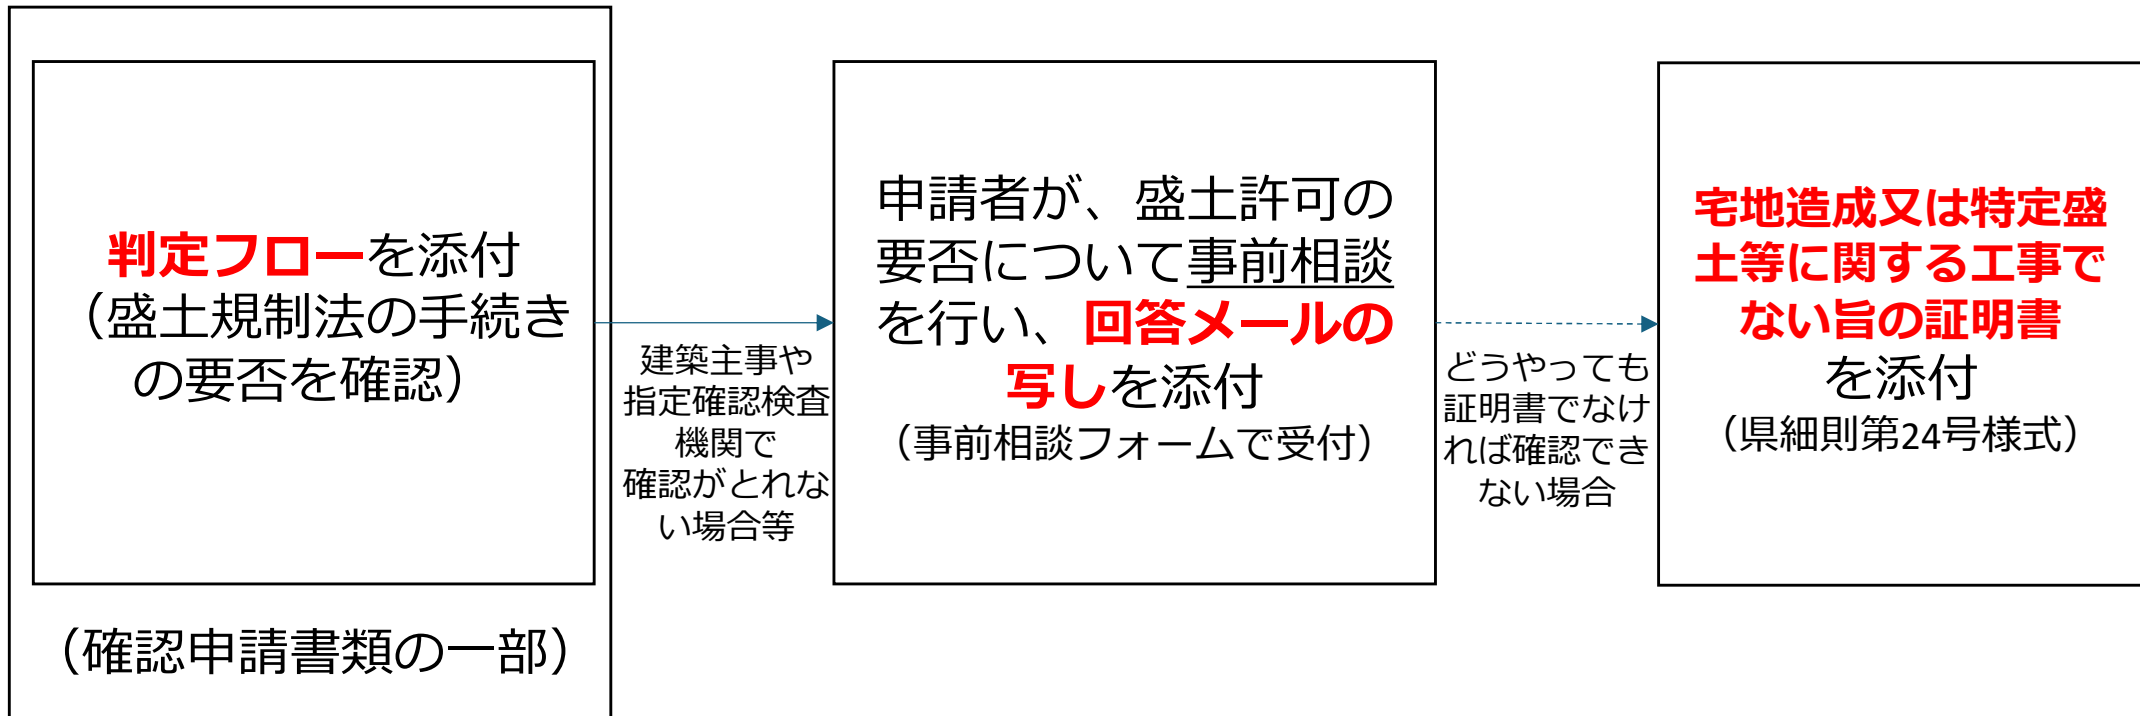 判定フローを添付
（盛土規制法の手続き
の要否を確認）
（確認申請書類の一部）
建築主事や
指定確認検査
機関で
確認がとれな
い場合等
申請者が、盛土許可の
要否について事前相談
を行い、回答メールの
写しを添付
（事前相談フォームで受付）
どうやっても
証明書でなけ
れば確認でき
ない場合
宅地造成又は特定盛
土等に関する工事で
ない旨の証明書
を添付
（県細則第24号様式）